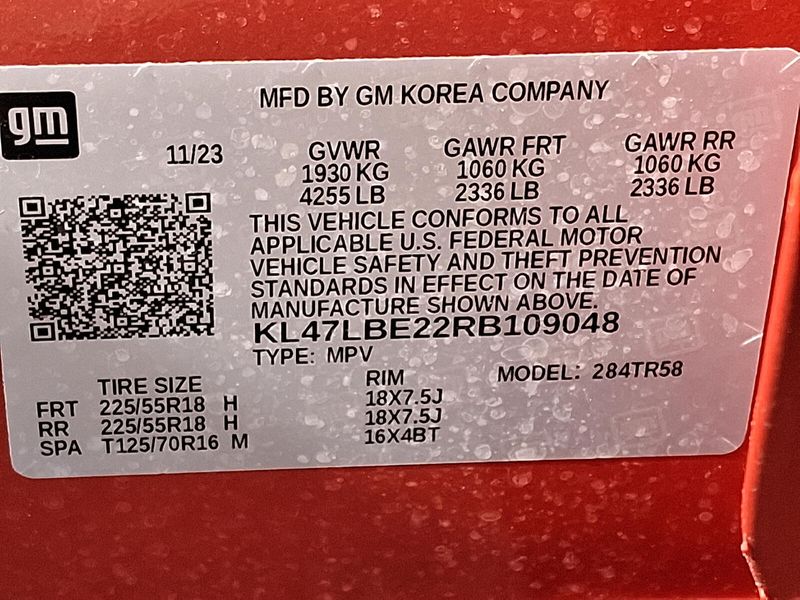 gm
MFD BY GM KOREA COMPANY
11/23
GVWR GAWR FRT GAWR RR
1930 KG 1060 KG 1060 KG
4255 LB 2336 LB 2336 LB
THIS VEHICLE CONFORMS TO ALL
APPLICABLE U.S. FEDERAL MOTOR
VEHICLE SAFETY AND THEFT PREVENTION
STANDARDS IN EFFECT ON THE DATE OF
MANUFACTURE SHOWN ABOVE.
KL47LBE22RB109048
TYPE: MPV MODEL: 284TR58
TIRE SIZE RIM
FRT 225/55R18 H 18X7.5J
RR 225/55R18 H 18X7.5J
SPA T125/70R16 M 16X4BT